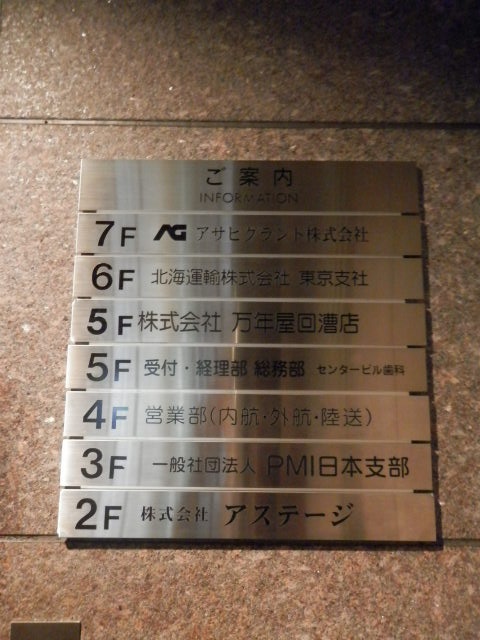 ご案内
INFORMATION
7F AG アサヒグラント株式会社
6F 北海運輸株式会社 東京支社
5F 株式会社 万年屋回漕店
5F 受付・経理部 総務部 センタービル歯科
4F 営業部(内航・外航・陸送)
3F 一般社団法人 PMI日本支部
2F 株式会社 アステージ